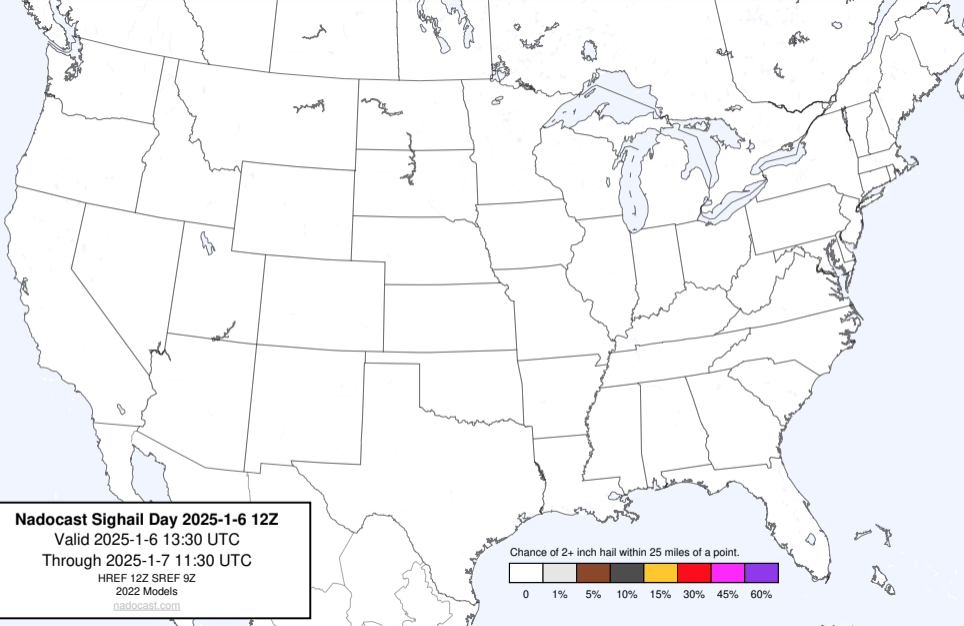 Nadocast Sighail Day 2025-1-6 12Z
Valid 2025-1-6 13:30 UTC
Through 2025-1-7 11:30 UTC
HREF 12Z SREF 9Z
2022 Models
nadocast.com
Chance of 2+ inch hail within 25 miles of a point.
0 1% 5% 10% 15% 30% 45% 60%